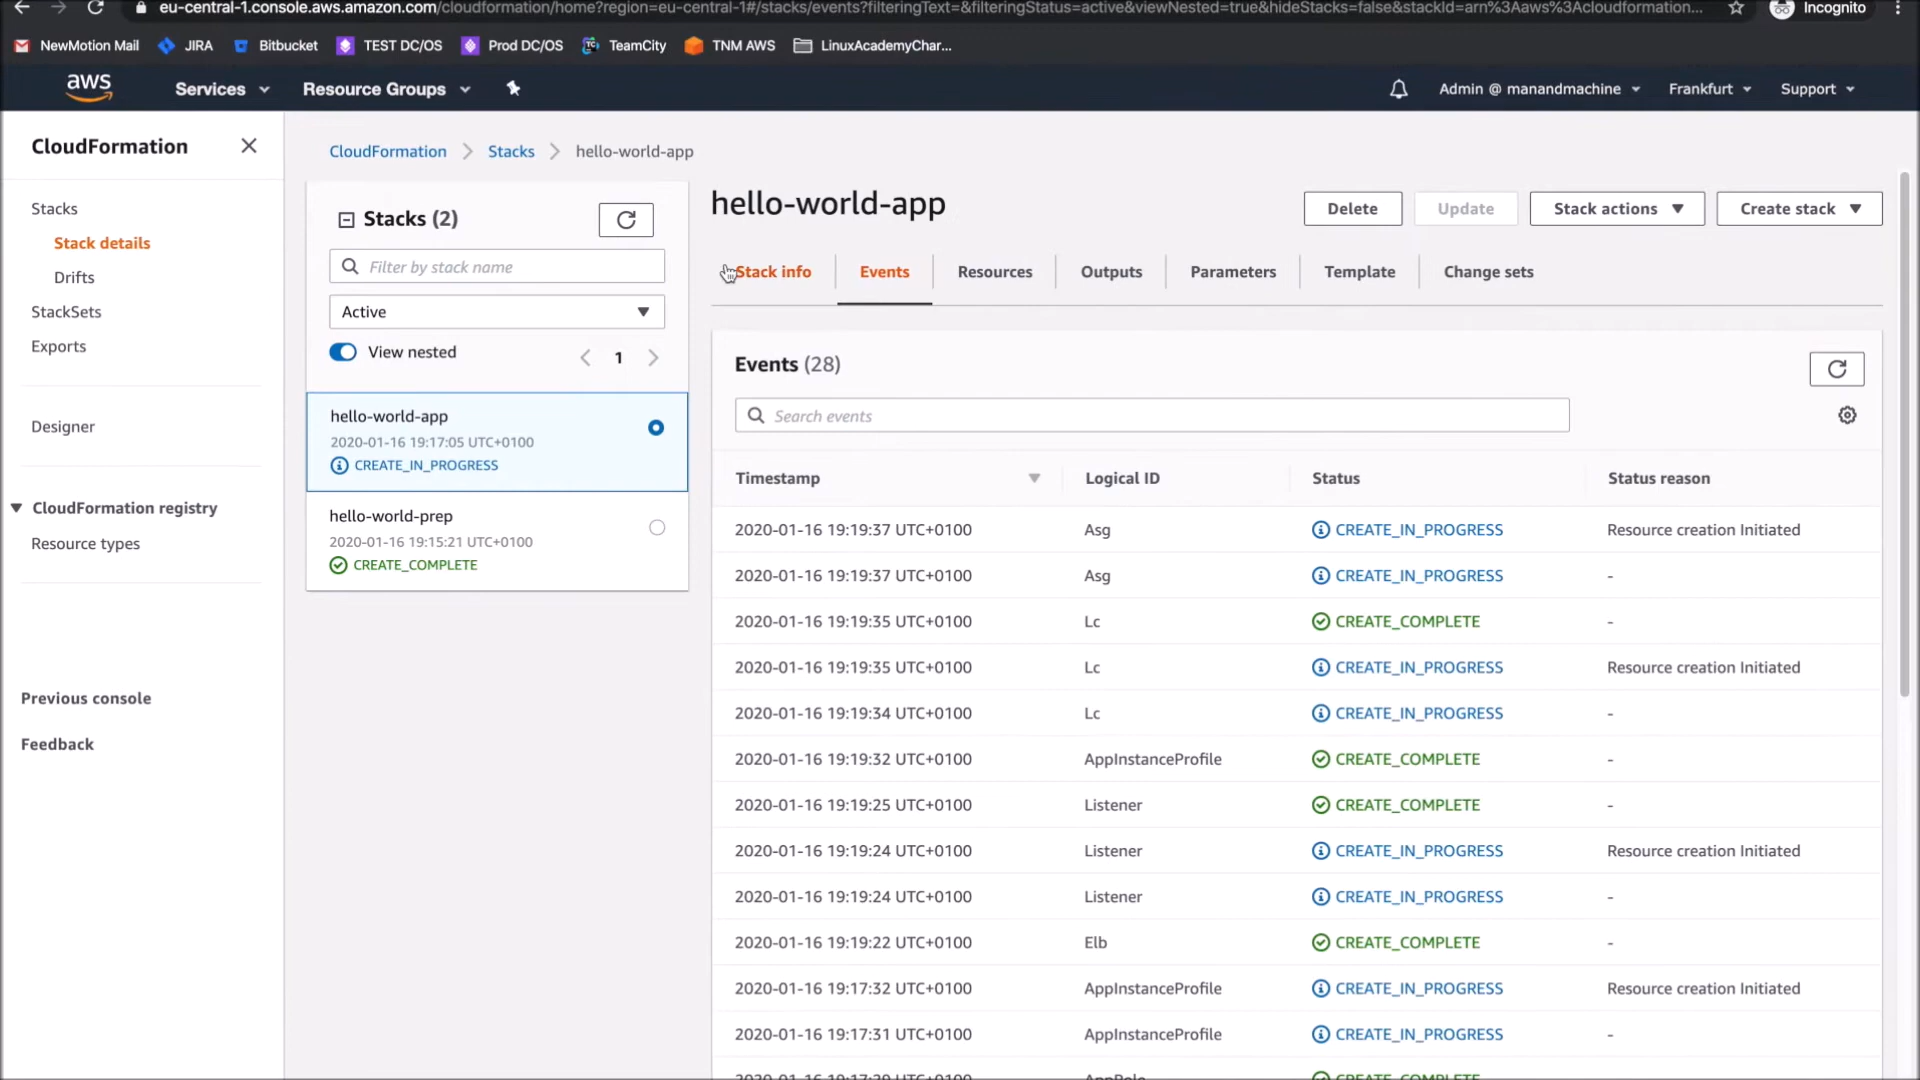 eu-central-1.console.aws.amazon.com/cloudformation/home?region=eu-central-1#/stacks/events?filteringText=&filteringStatus=active&viewNested=true&hideStacks=false&stackId=arn%3Aaws%3Acloudformation... Incognito
NewMotion Mail JIRA Bitbucket TEST DC/OS Prod DC/OS TeamCity TNM AWS LinuxAcademyChar...
aws Services Resource Groups Admin @ manandmachine Frankfurt Support
CloudFormation
Stacks
Stack details
Drifts
StackSets
Exports
Designer
CloudFormation registry
Resource types
Previous console
Feedback
CloudFormation Stacks hello-world-app
Stacks (2)
Filter by stack name
Active
View nested 1
hello-world-app
2020-01-16 19:17:05 UTC+0100
CREATE_IN_PROGRESS
hello-world-prep
2020-01-16 19:15:21 UTC+0100
CREATE_COMPLETE
hello-world-app Delete Update Stack actions Create stack
Stack info Events Resources Outputs Parameters Template Change sets
Events (28)
Search events
Timestamp Logical ID Status Status reason
2020-01-16 19:19:37 UTC+0100 Asg CREATE_IN_PROGRESS Resource creation Initiated
2020-01-16 19:19:37 UTC+0100 Asg CREATE_IN_PROGRESS -
2020-01-16 19:19:35 UTC+0100 Lc CREATE_COMPLETE -
2020-01-16 19:19:35 UTC+0100 Lc CREATE_IN_PROGRESS Resource creation Initiated
2020-01-16 19:19:34 UTC+0100 Lc CREATE_IN_PROGRESS -
2020-01-16 19:19:32 UTC+0100 AppInstanceProfile CREATE_COMPLETE -
2020-01-16 19:19:25 UTC+0100 Listener CREATE_COMPLETE -
2020-01-16 19:19:24 UTC+0100 Listener CREATE_IN_PROGRESS Resource creation Initiated
2020-01-16 19:19:24 UTC+0100 Listener CREATE_IN_PROGRESS -
2020-01-16 19:19:22 UTC+0100 Elb CREATE_COMPLETE -
2020-01-16 19:17:32 UTC+0100 AppInstanceProfile CREATE_IN_PROGRESS Resource creation Initiated
2020-01-16 19:17:31 UTC+0100 AppInstanceProfile CREATE_IN_PROGRESS -